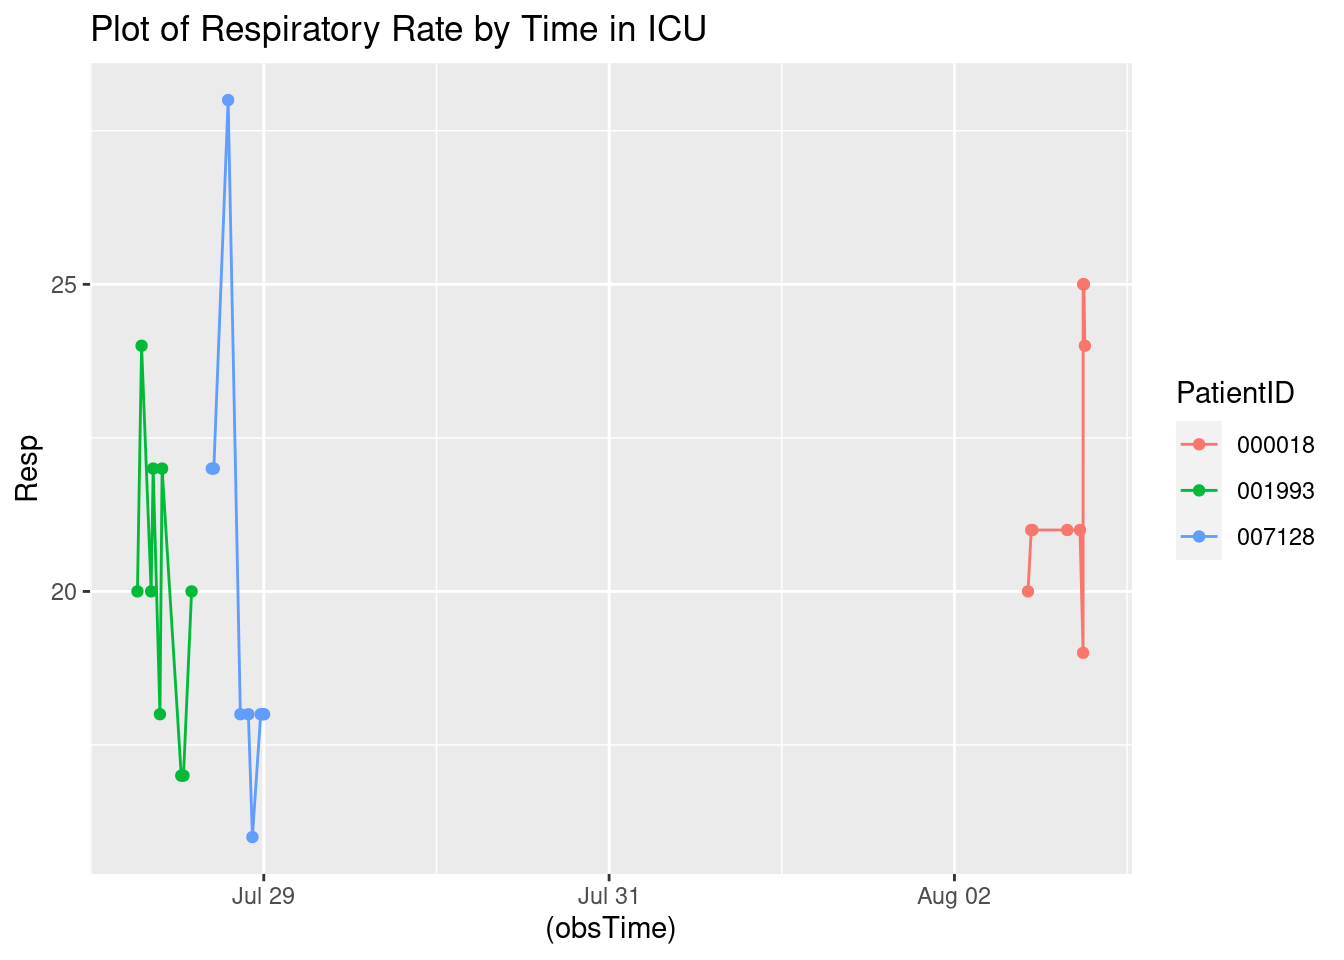 Plot of Respiratory Rate by Time in ICU
Resp
25
20
Jul 29
Jul 31
Aug 02
(obsTime)
PatientID
000018
001993
007128